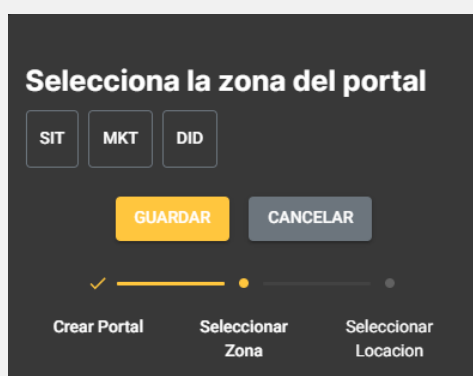 Selecciona la zona del portal
SIT MKT DID
GUARDAR CANCELAR
Crear Portal Seleccionar Zona Seleccionar Locacion